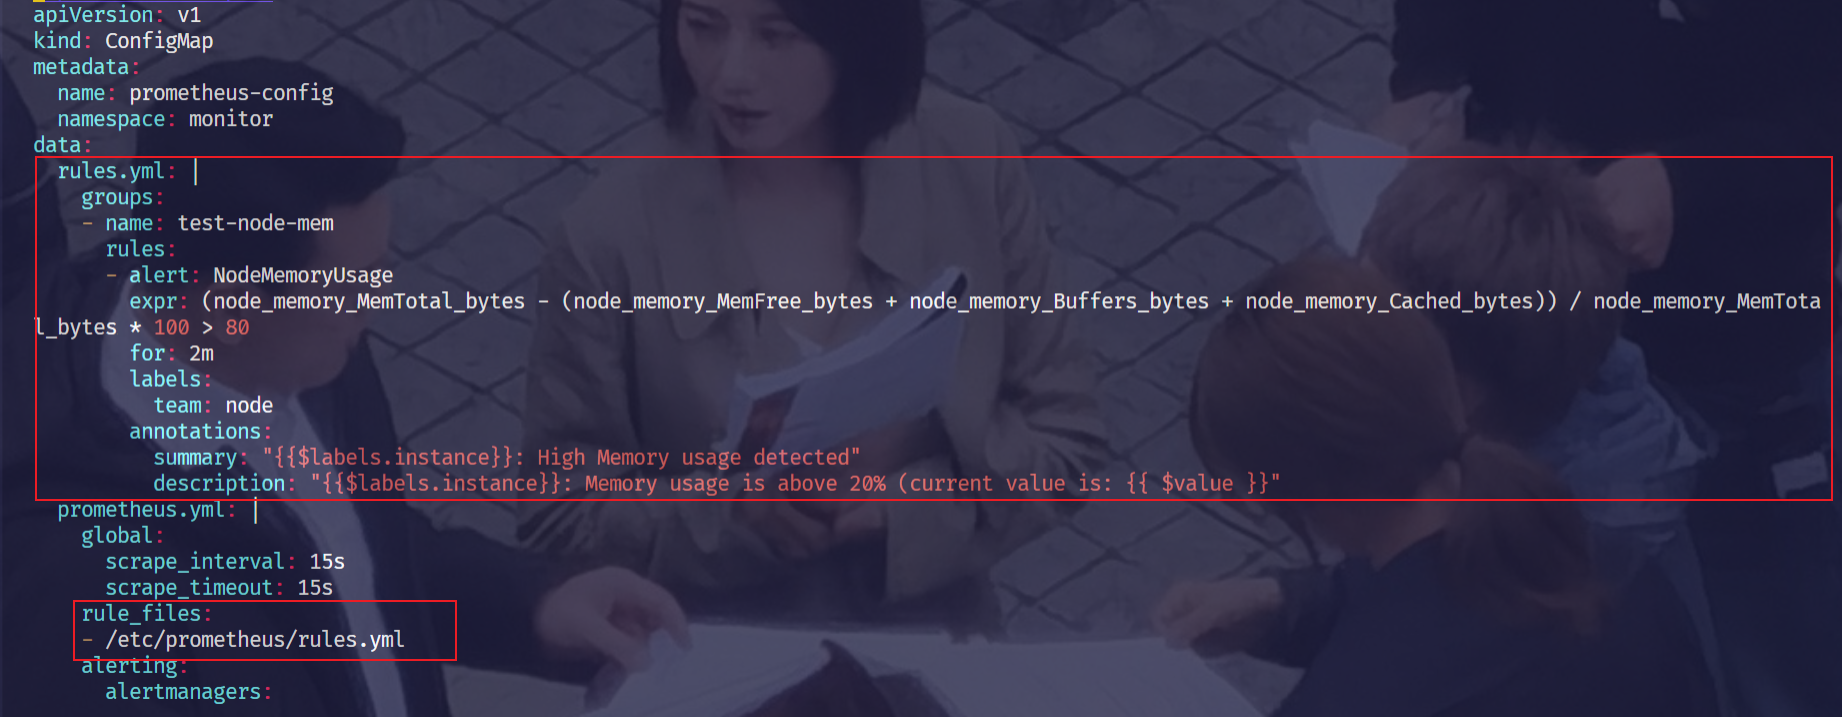 apiVersion: v1
kind: ConfigMap
metadata:
  name: prometheus-config
  namespace: monitor
data:
  rules.yml: |
    groups:
    - name: test-node-mem
      rules:
      - alert: NodeMemoryUsage
        expr: (node_memory_MemTotal_bytes - (node_memory_MemFree_bytes + node_memory_Buffers_bytes + node_memory_Cached_bytes)) / node_memory_MemTota
l_bytes * 100 > 80
        for: 2m
        labels:
          team: node
        annotations:
          summary: "{{$labels.instance}}: High Memory usage detected"
          description: "{{$labels.instance}}: Memory usage is above 20% (current value is: {{ $value }}"
  prometheus.yml: |
    global:
      scrape_interval: 15s
      scrape_timeout: 15s
    rule_files:
    - /etc/prometheus/rules.yml
    alerting:
      alertmanagers: